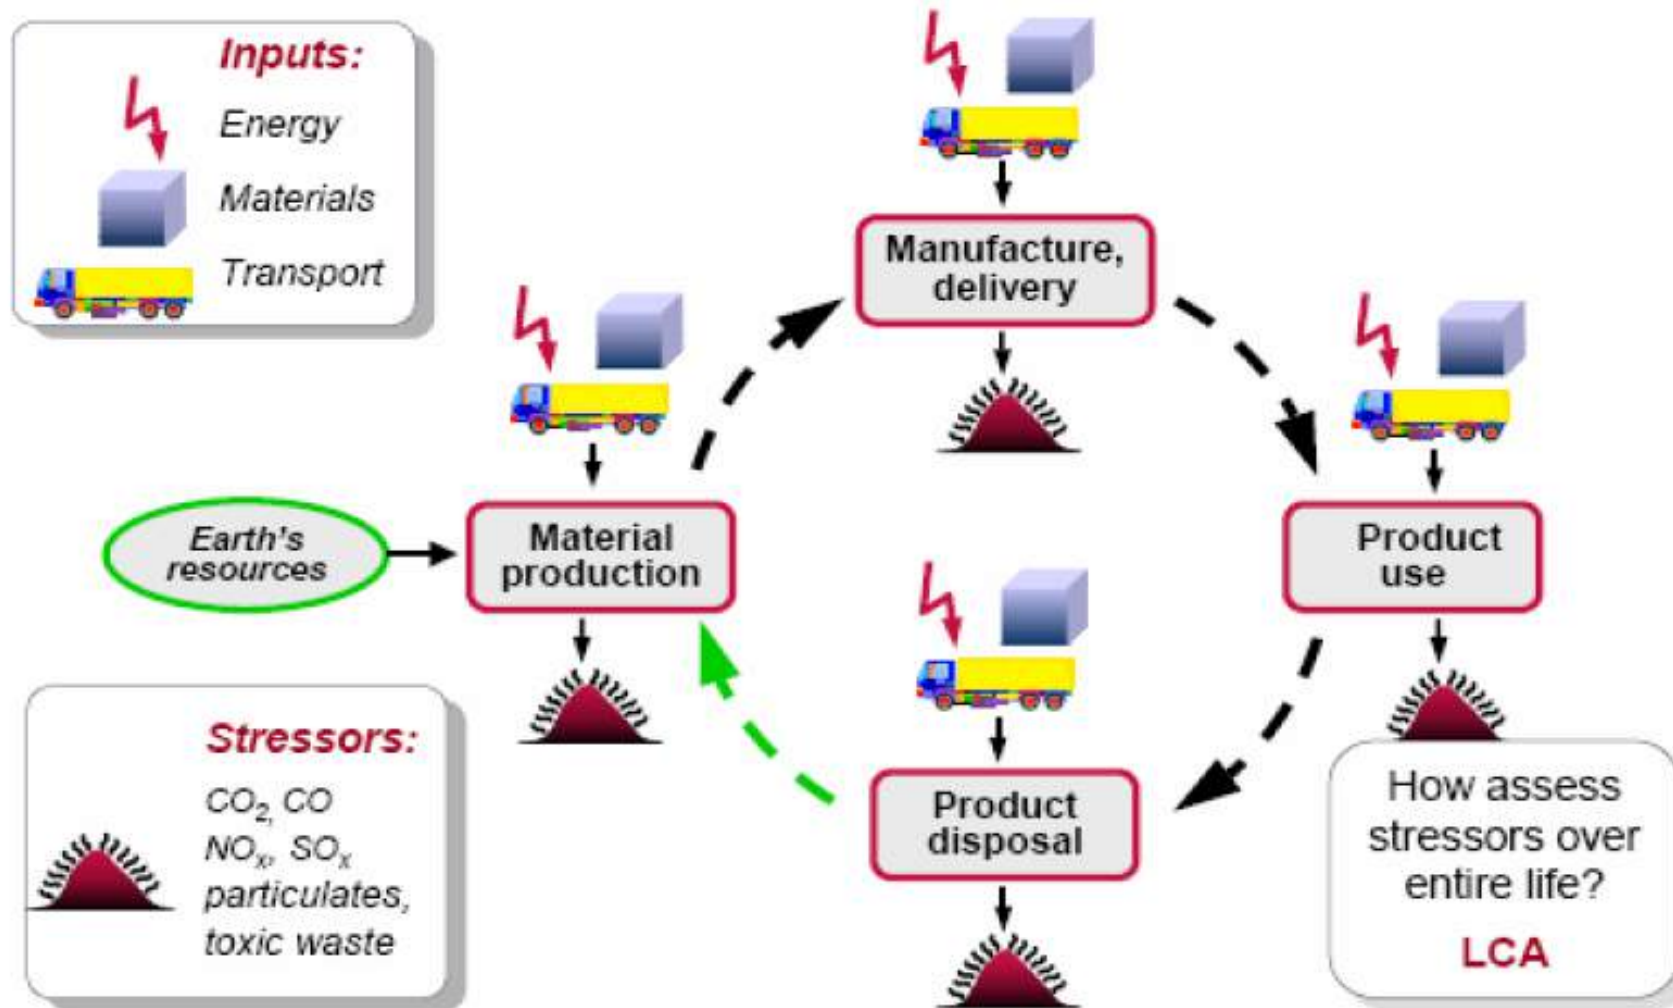 Inputs:
Energy
Materials
Transport
Manufacture,
delivery
Earth's
resources
Material
production
Product
use
Product
disposal
Stressors:
CO₂, CO
NOₓ, SOₓ
particulates,
toxic waste
How assess
stressors over
entire life?
LCA